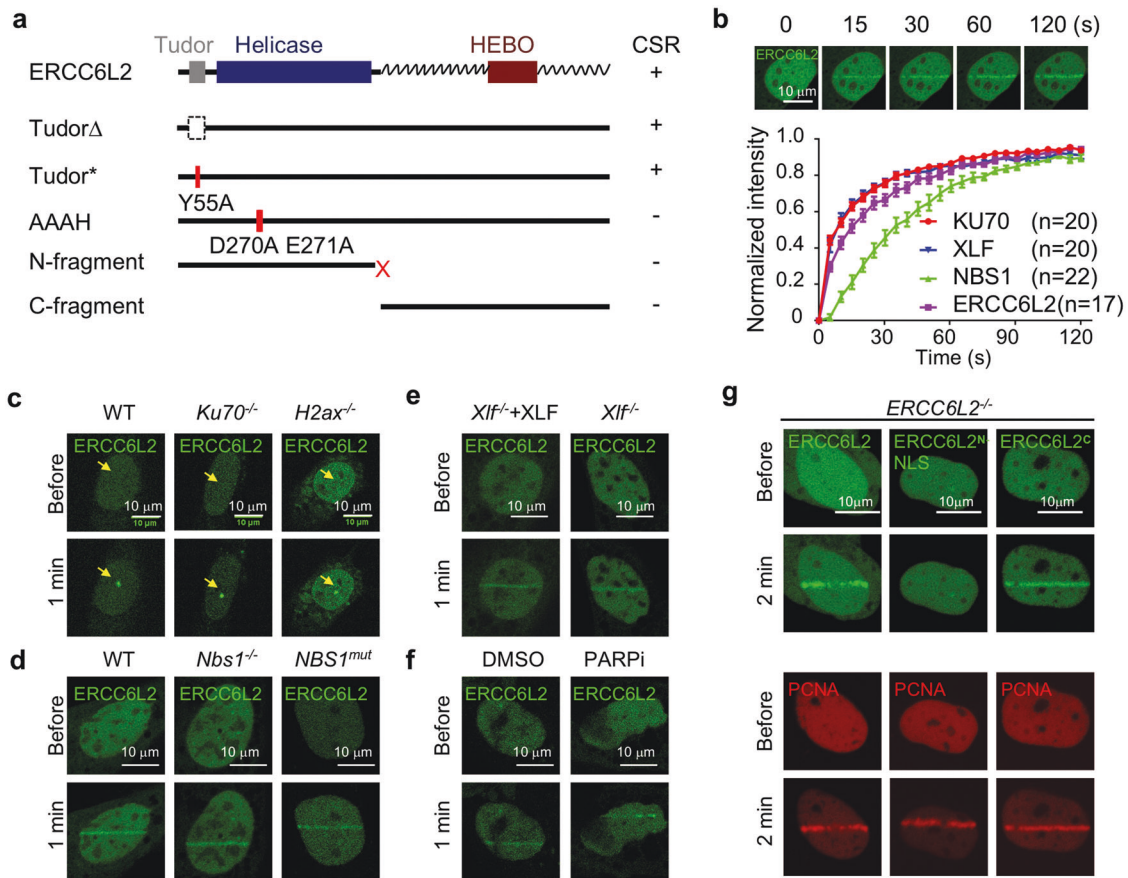 a
Tudor Helicase HEBO CSR
ERCC6L2 +
TudorΔ +
Tudor* +
Y55A
AAAH -
D270A E271A
N-fragment X -
C-fragment -
b
0 15 30 60 120 (s)
ERCC6L2
10 μm
Normalized intensity
1.0
0.8
0.6
0.4
0.2
0
KU70 (n=20)
XLF (n=20)
NBS1 (n=22)
ERCC6L2(n=17)
0 30 60 90 120
Time (s)
c
WT Ku70-/- H2ax-/-
Before
ERCC6L2 ERCC6L2 ERCC6L2
10 μm 10 μm 10 μm
10 μm 10 μm 10 μm
1 min
d
WT Nbs1-/- NBS1mut
Before
ERCC6L2 ERCC6L2 ERCC6L2
10 μm 10 μm 10 μm
1 min
e
Xlf-/-+XLF Xlf-/-
Before
ERCC6L2 ERCC6L2
10 μm 10 μm
1 min
f
DMSO PARPi
Before
ERCC6L2 ERCC6L2
10 μm 10 μm
1 min
g
ERCC6L2-/-
Before
ERCC6L2 ERCC6L2N- ERCC6L2C
NLS
10μm 10μm 10μm
2 min
Before
PCNA PCNA PCNA
2 min